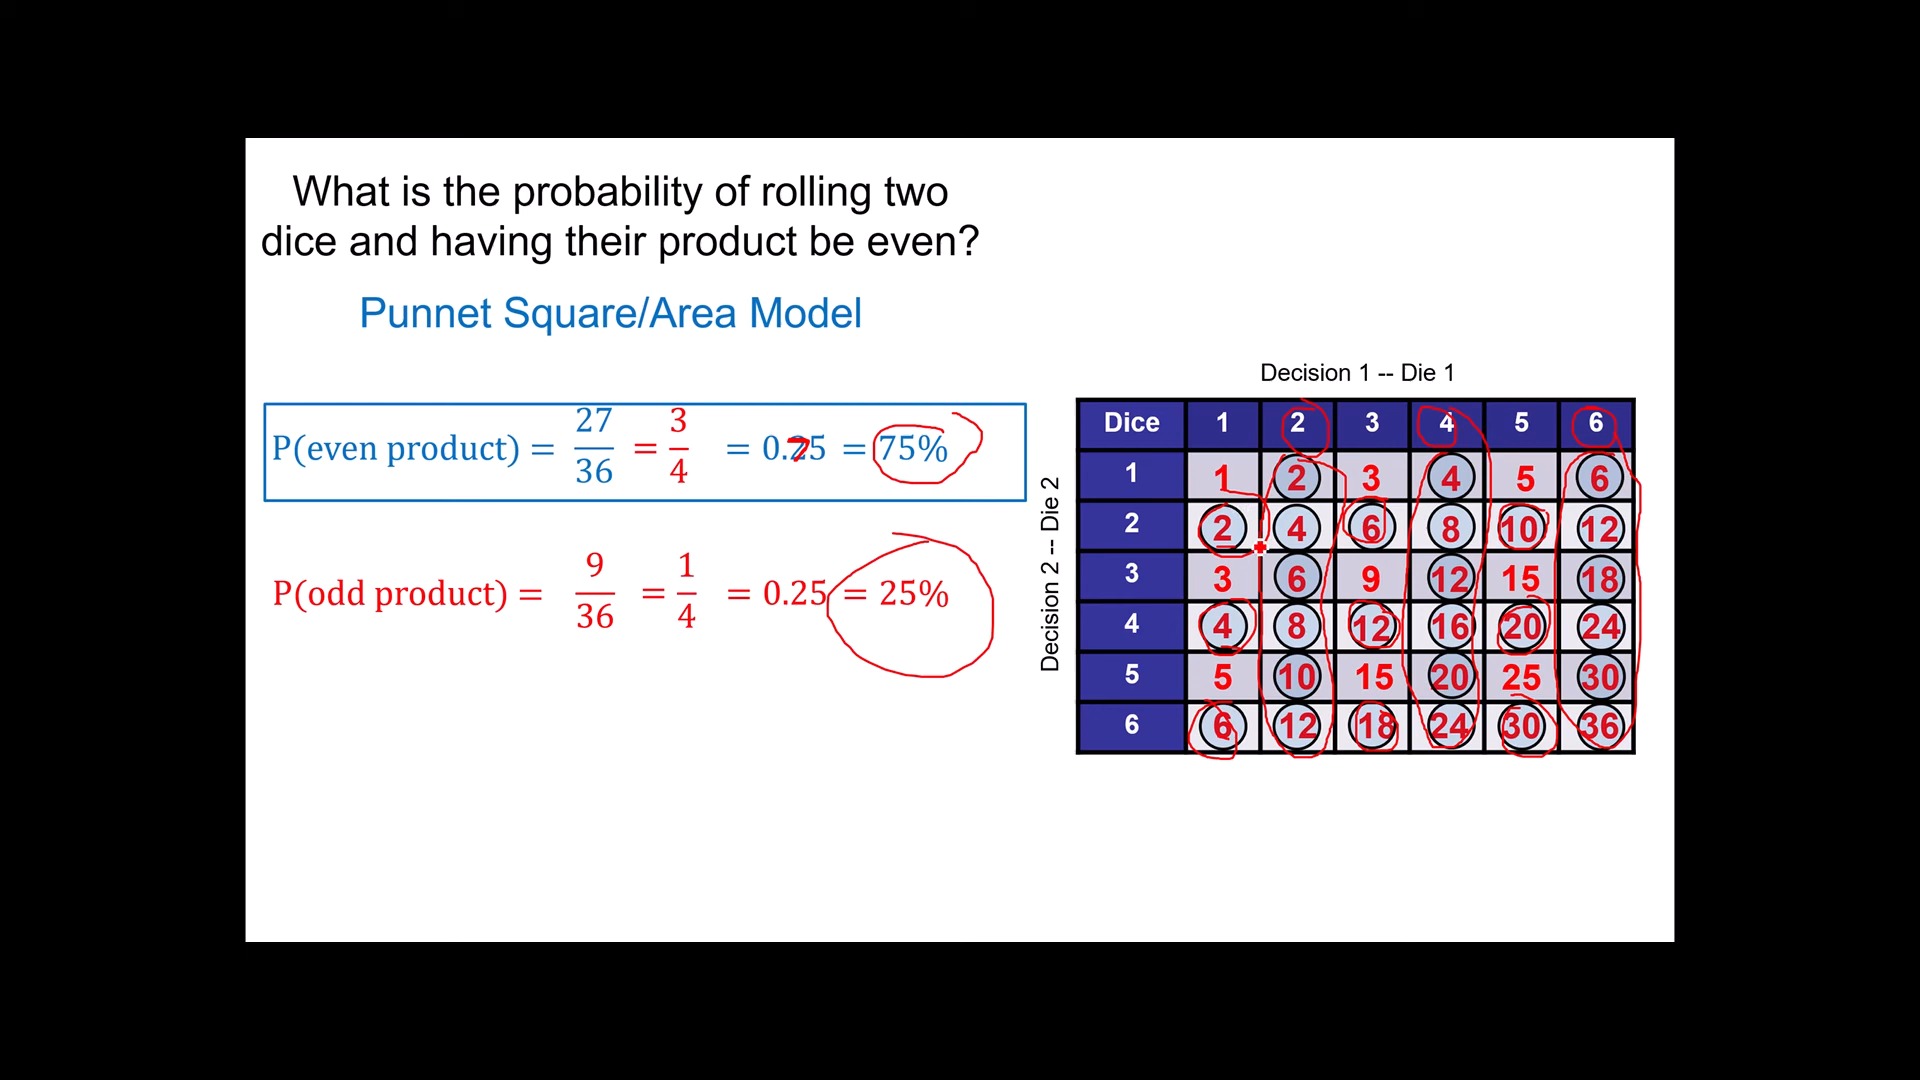 What is the probability of rolling two
dice and having their product be even?
Punnet Square/Area Model
P(even product) = 27/36 = 3/4 = 0.75 = 75%
P(odd product) = 9/36 = 1/4 = 0.25 = 25%
Decision 1 -- Die 1
Decision 2 -- Die 2
Dice 1 2 3 4 5 6
1 1 2 3 4 5 6
2 2 4 6 8 10 12
3 3 6 9 12 15 18
4 4 8 12 16 20 24
5 5 10 15 20 25 30
6 6 12 18 24 30 36